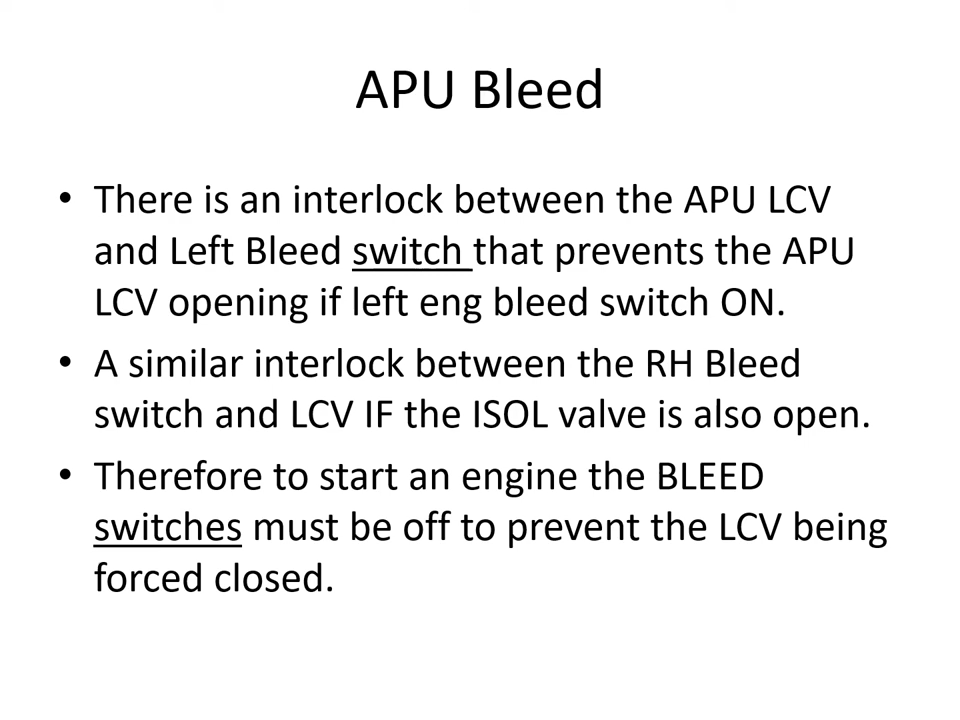 APU Bleed
• There is an interlock between the APU LCV
and Left Bleed switch that prevents the APU
LCV opening if left eng bleed switch ON.
• A similar interlock between the RH Bleed
switch and LCV IF the ISOL valve is also open.
• Therefore to start an engine the BLEED
switches must be off to prevent the LCV being
forced closed.